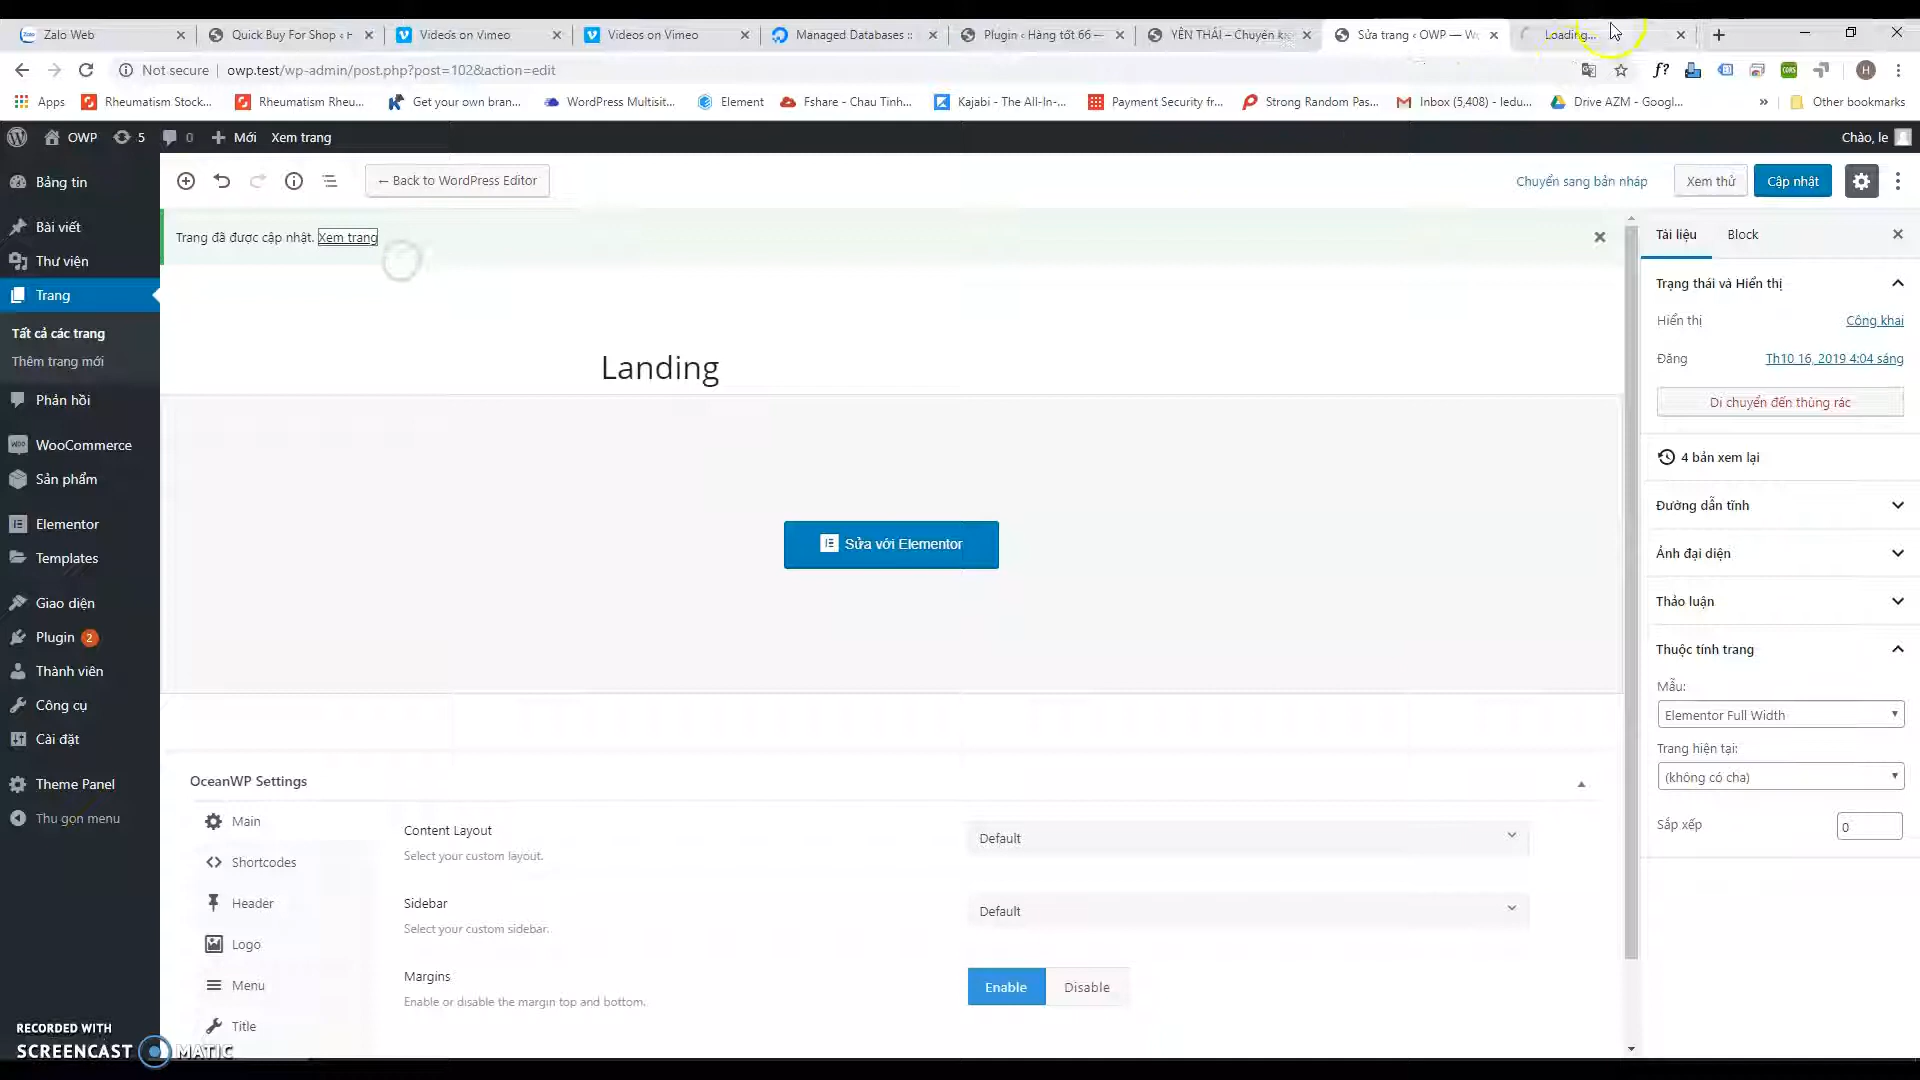 Zalo Web
Quick Buy For Shop ‹ H
Videos on Vimeo
Videos on Vimeo
Managed Databases ::
Plugin ‹ Hàng tốt 66 —
YÊN THÁI – Chuyên k
Sửa trang ‹ OWP — W
Loading...
Not secure
owp.test/wp-admin/post.php?post=102&action=edit
f?
H
Apps
Rheumatism Stock...
Rheumatism Rheu...
Get your own bran...
WordPress Multisit...
Element
Fshare - Chau Tinh...
Kajabi - The All-In-...
Payment Security fr...
Strong Random Pas...
Inbox (5,408) - ledu...
Drive AZM - Googl...
»
Other bookmarks
OWP
5
0
Mới
Xem trang
Chào, le
Bảng tin
Bài viết
Thư viện
Trang
Tất cả các trang
Thêm trang mới
Phản hồi
WooCommerce
Sản phẩm
Elementor
Templates
Giao diện
Plugin 2
Thành viên
Công cụ
Cài đặt
Theme Panel
Thu gọn menu
← Back to WordPress Editor
Chuyển sang bản nháp
Xem thử
Cập nhật
Trang đã được cập nhật. Xem trang
Landing
Sửa với Elementor
OceanWP Settings
Main
Shortcodes
Header
Logo
Menu
Title
Content Layout
Select your custom layout.
Default
Sidebar
Select your custom sidebar.
Default
Margins
Enable or disable the margin top and bottom.
Enable
Disable
Tài liệu
Block
Trạng thái và Hiển thị
Hiển thị
Công khai
Đăng
Th10 16, 2019 4:04 sáng
Di chuyển đến thùng rác
4 bản xem lại
Đường dẫn tĩnh
Ảnh đại diện
Thảo luận
Thuộc tính trang
Mẫu:
Elementor Full Width
Trang hiện tại:
(không có cha)
Sắp xếp
0
RECORDED WITH
SCREENCAST MATIC